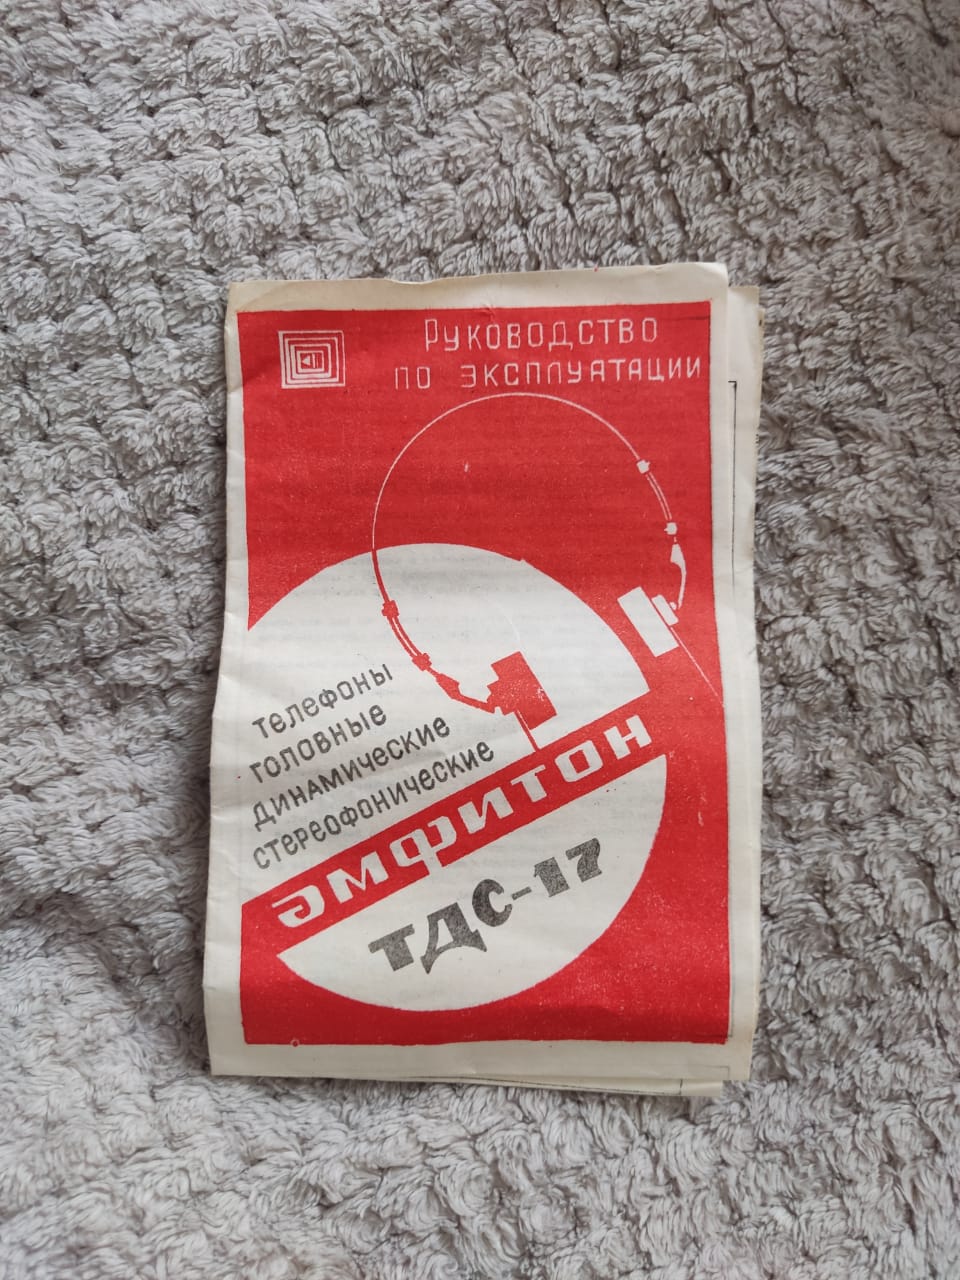 Руководство
по эксплуатации
телефоны
головные
динамические
стереофонические
эмфитон
ТДС-17